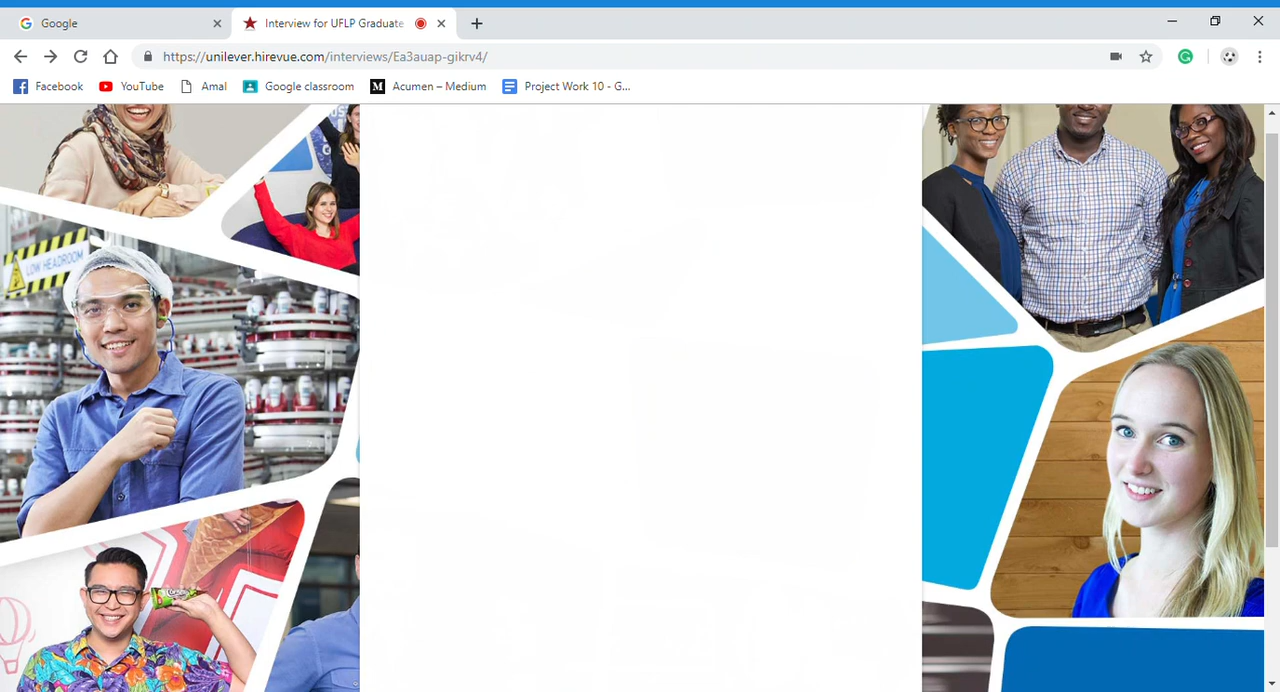 Google
Interview for UFLP Graduate
https://unilever.hirevue.com/interviews/Ea3auap-gikrv4/
Facebook
YouTube
Amal
Google classroom
M
Acumen – Medium
Project Work 10 - G...
LOW HEADROOM